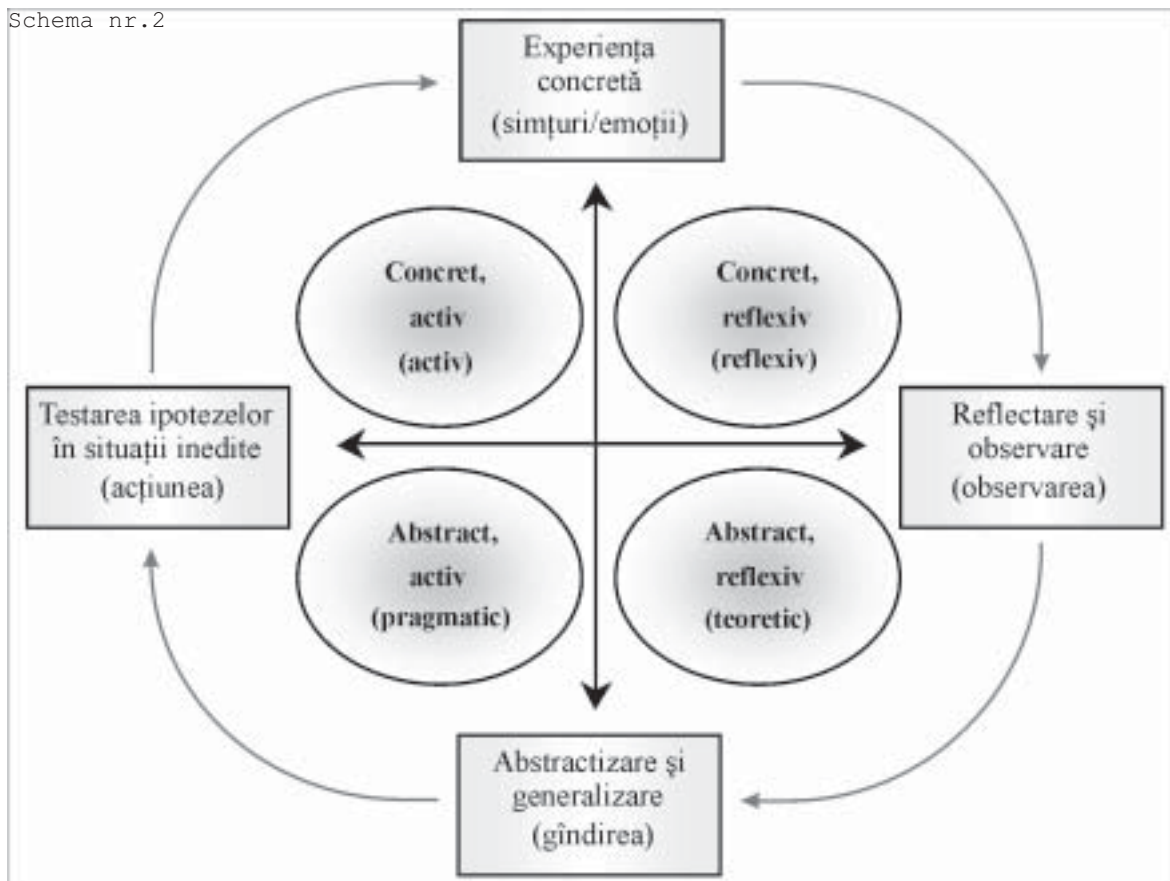 Schema nr.2
Experiența
concretă
(simțuri/emoții)
Concret,
activ
(activ)
Concret,
reflexiv
(reflexiv)
Testarea ipotezelor
în situații inedite
(acțiunea)
Reflectare și
observare
(observarea)
Abstract,
activ
(pragmatic)
Abstract,
reflexiv
(teoretic)
Abstractizare și
generalizare
(gîndirea)